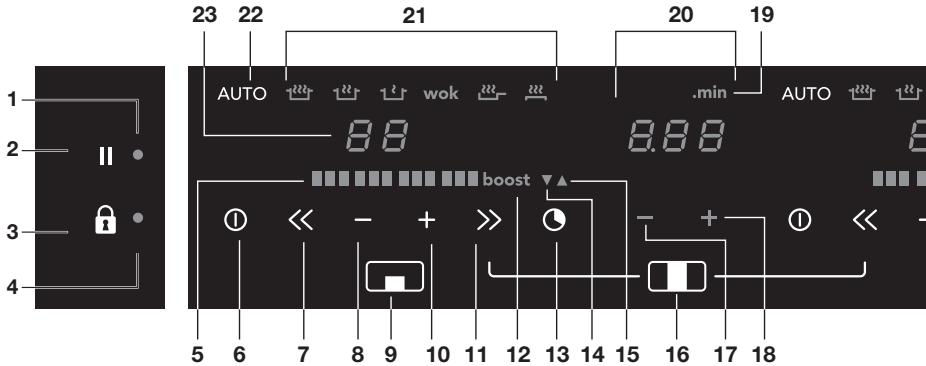 23 22 21 20 19
1
2
3
4
AUTO wok .min AUTO
88 8.88 8
boost ▼▲
− + − + −
5 6 7 8 9 10 11 12 13 14 15 16 17 18